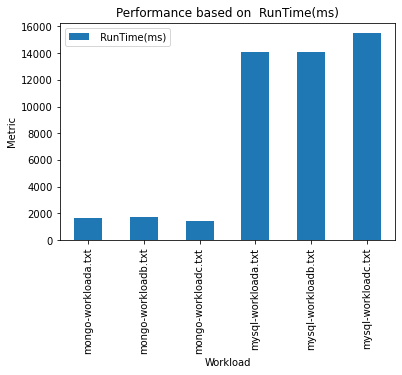 Performance based on  RunTime(ms)
RunTime(ms)
Metric
16000
14000
12000
10000
8000
6000
4000
2000
0
mongo-workloada.txt
mongo-workloadb.txt
mongo-workloadc.txt
mysql-workloada.txt
mysql-workloadb.txt
mysql-workloadc.txt
Workload